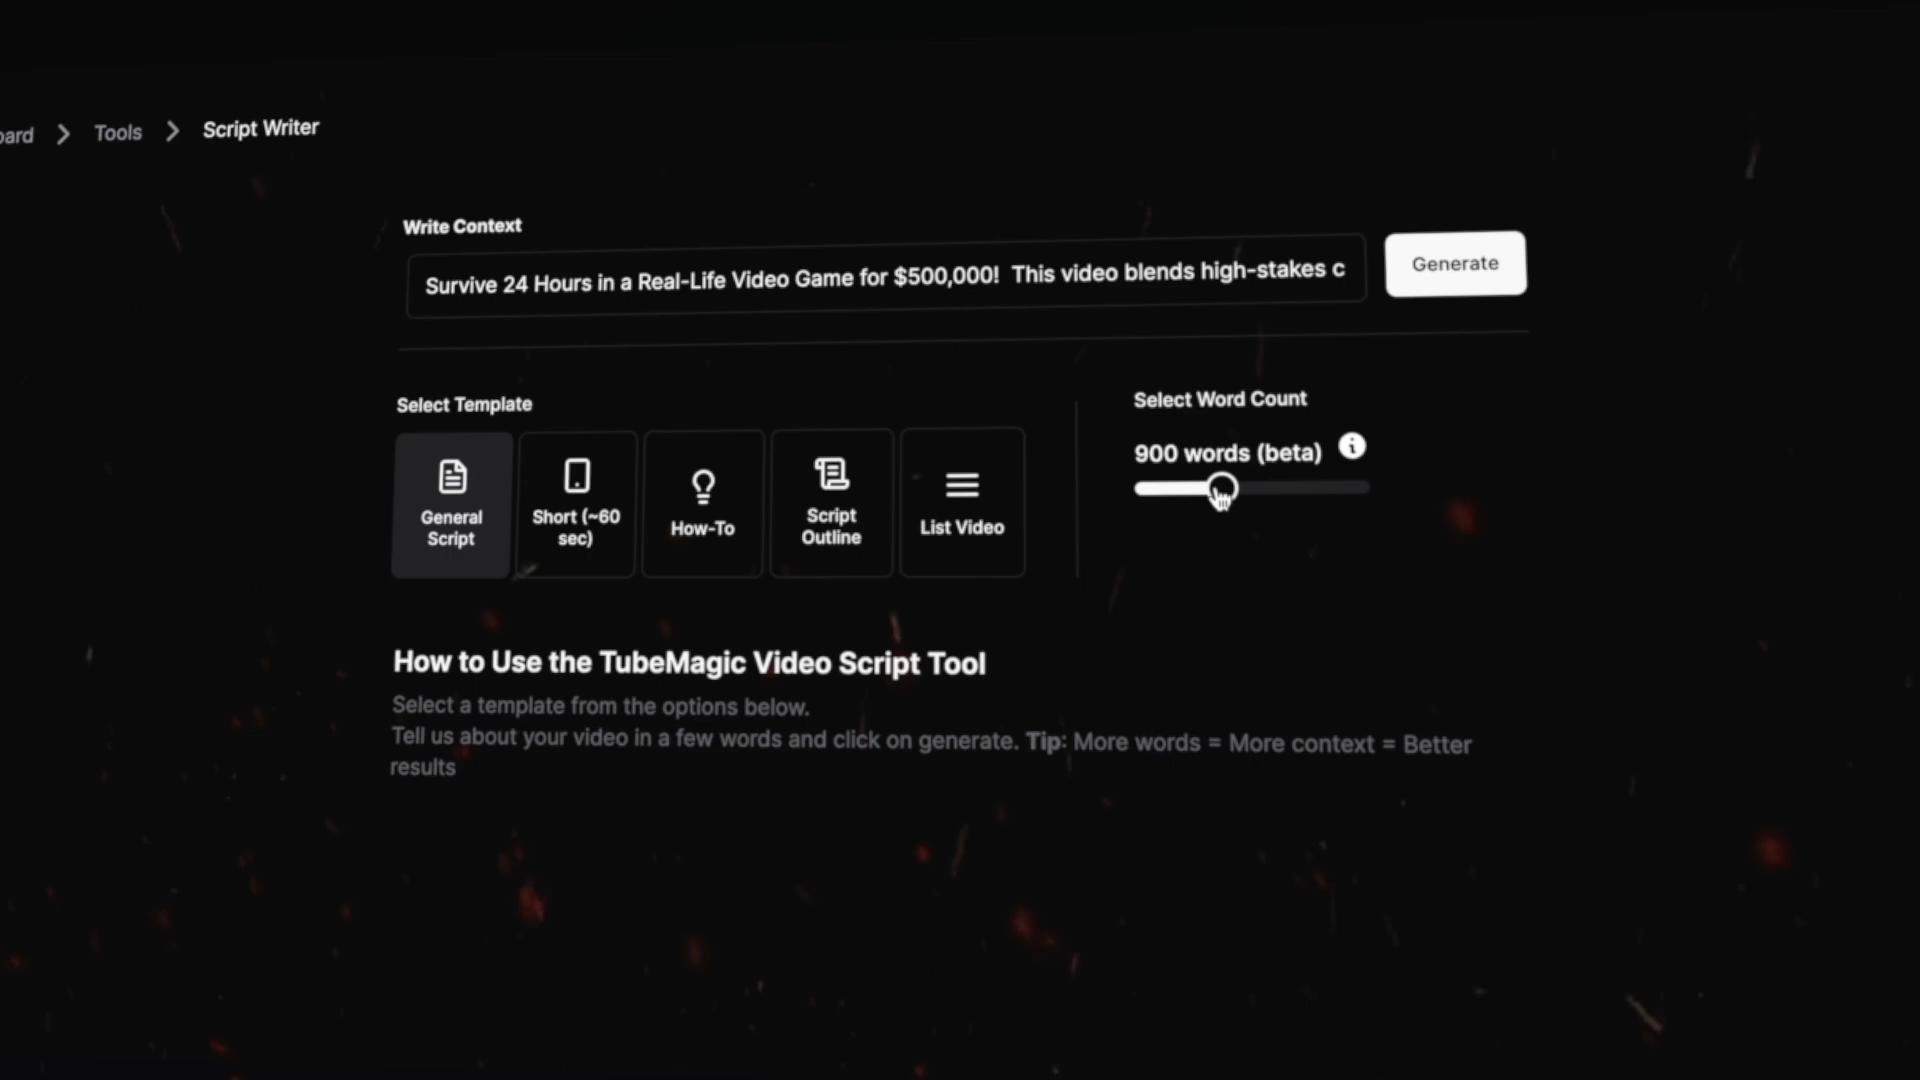 Tools
Script Writer
Write Context
Survive 24 Hours in a Real-Life Video Game for $500,000! This video blends high-stakes c
Generate
Select Template
General
Script
Short (~60
sec)
How-To
Script
Outline
List Video
Select Word Count
900 words (beta)
How to Use the TubeMagic Video Script Tool
Select a template from the options below.
Tell us about your video in a few words and click on generate. Tip: More words = More context = Better
results